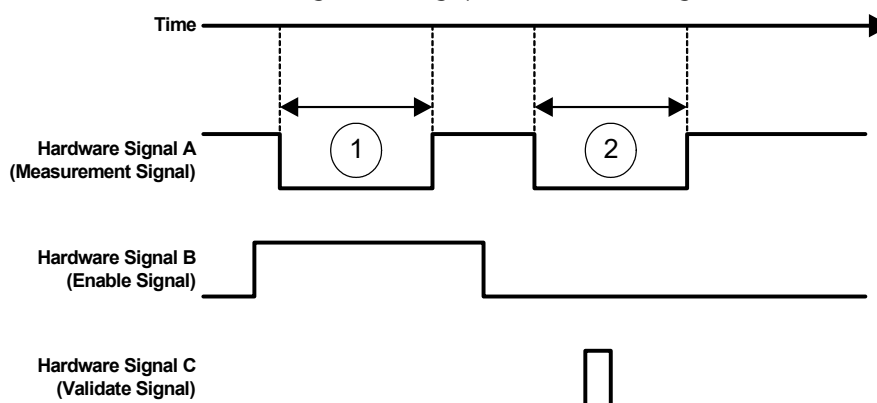 Time
Hardware Signal A
(Measurement Signal)
1
2
Hardware Signal B
(Enable Signal)
Hardware Signal C
(Validate Signal)